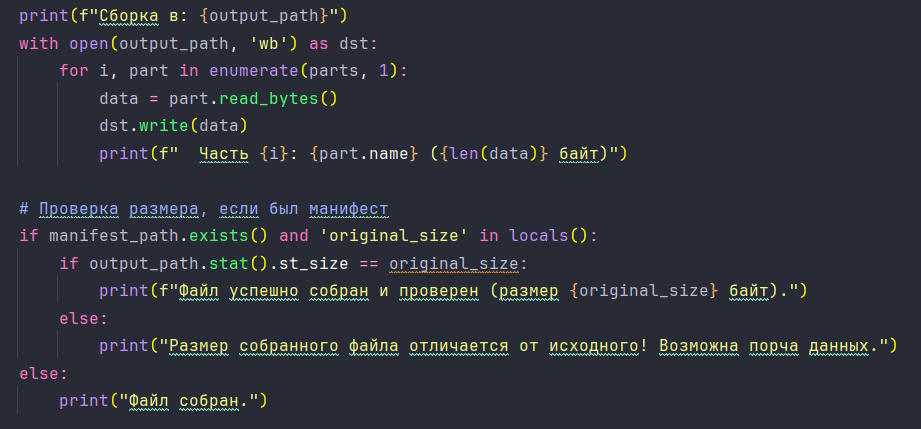 print(f"Сборка в: {output_path}")
with open(output_path, 'wb') as dst:
    for i, part in enumerate(parts, 1):
        data = part.read_bytes()
        dst.write(data)
        print(f"  Часть {i}: {part.name} ({len(data)} байт)")

# Проверка размера, если был манифест
if manifest_path.exists() and 'original_size' in locals():
    if output_path.stat().st_size == original_size:
        print(f"Файл успешно собран и проверен (размер {original_size} байт).")
    else:
        print("Размер собранного файла отличается от исходного! Возможна порча данных.")
else:
    print("Файл собран.")